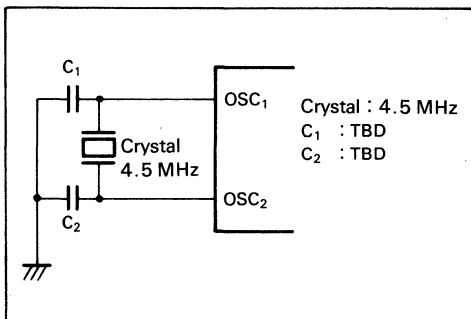 C₁
OSC₁
Crystal : 4.5 MHz
C₁ : TBD
C₂ : TBD
Crystal
4.5 MHz
OSC₂
C₂